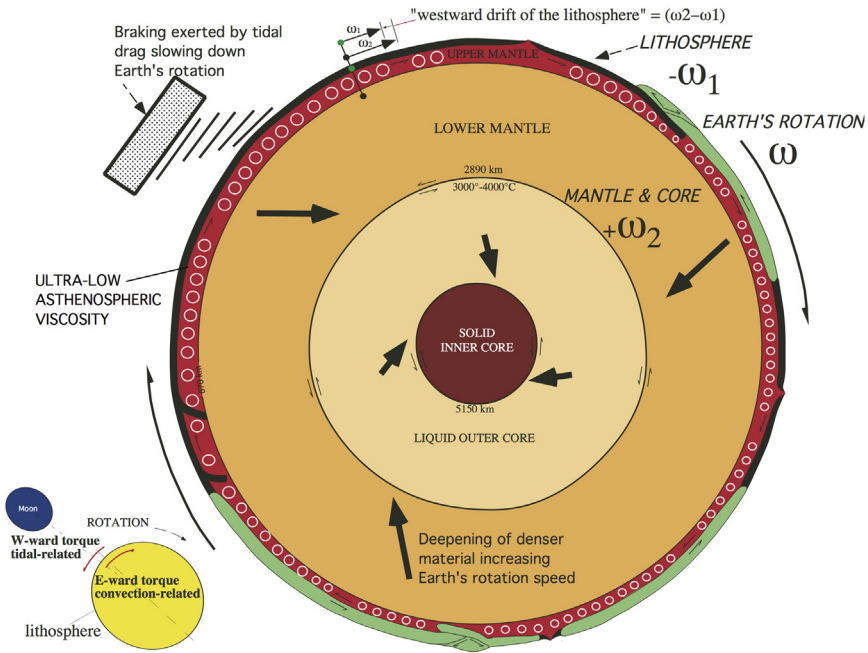 "westward drift of the lithosphere" = (ω2−ω1)
Braking exerted by tidal
drag slowing down
Earth's rotation
ω₁
ω₂
UPPER MANTLE
LITHOSPHERE
-ω₁
EARTH'S ROTATION
ω
LOWER MANTLE
2890 km
3000°-4000°C
MANTLE & CORE
+ω₂
ULTRA-LOW
ASTHENOSPHERIC
VISCOSITY
SOLID
INNER CORE
670 km
5150 km
LIQUID OUTER CORE
Moon
ROTATION
W-ward torque
tidal-related
E-ward torque
convection-related
lithosphere
Deepening of denser
material increasing
Earth's rotation speed